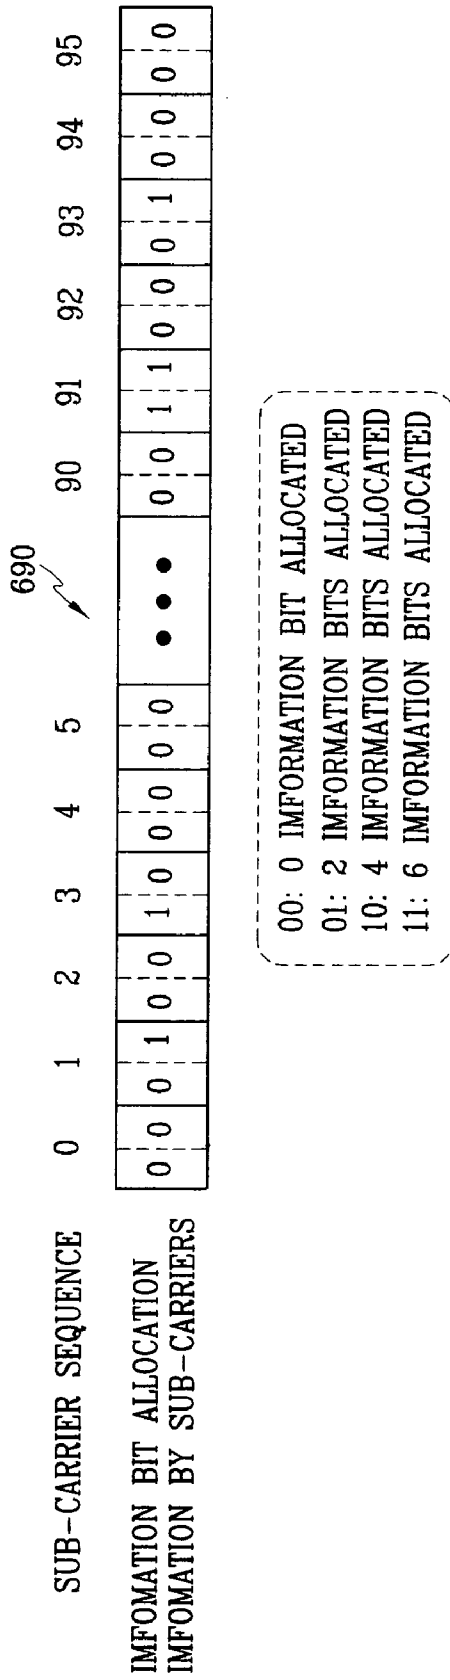 690
SUB-CARRIER SEQUENCE 0 1 2 3 4 5 90 91 92 93 94 95
IMFOMATION BIT ALLOCATION
IMFOMATION BY SUB-CARRIERS
0 0 0 1 0 0 1 0 0 0 0 0 ••• 0 0 1 1 0 0 0 1 0 0 0 0
00: 0 IMFORMATION BIT ALLOCATED
01: 2 IMFORMATION BITS ALLOCATED
10: 4 IMFORMATION BITS ALLOCATED
11: 6 IMFORMATION BITS ALLOCATED